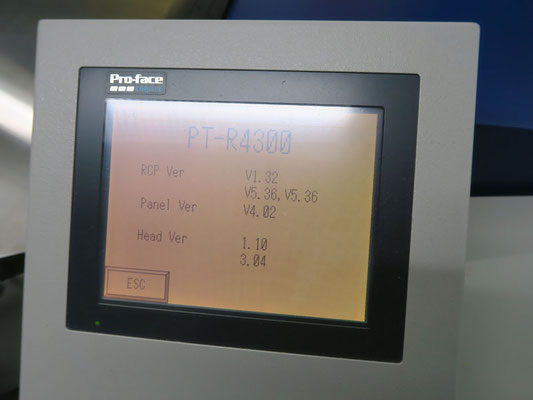 Pro-face
PT-R4300
RCP Ver V1.32
V5.36.V5.36
Panel Ver V4.02
Head Ver 1.10
3.04
ESC